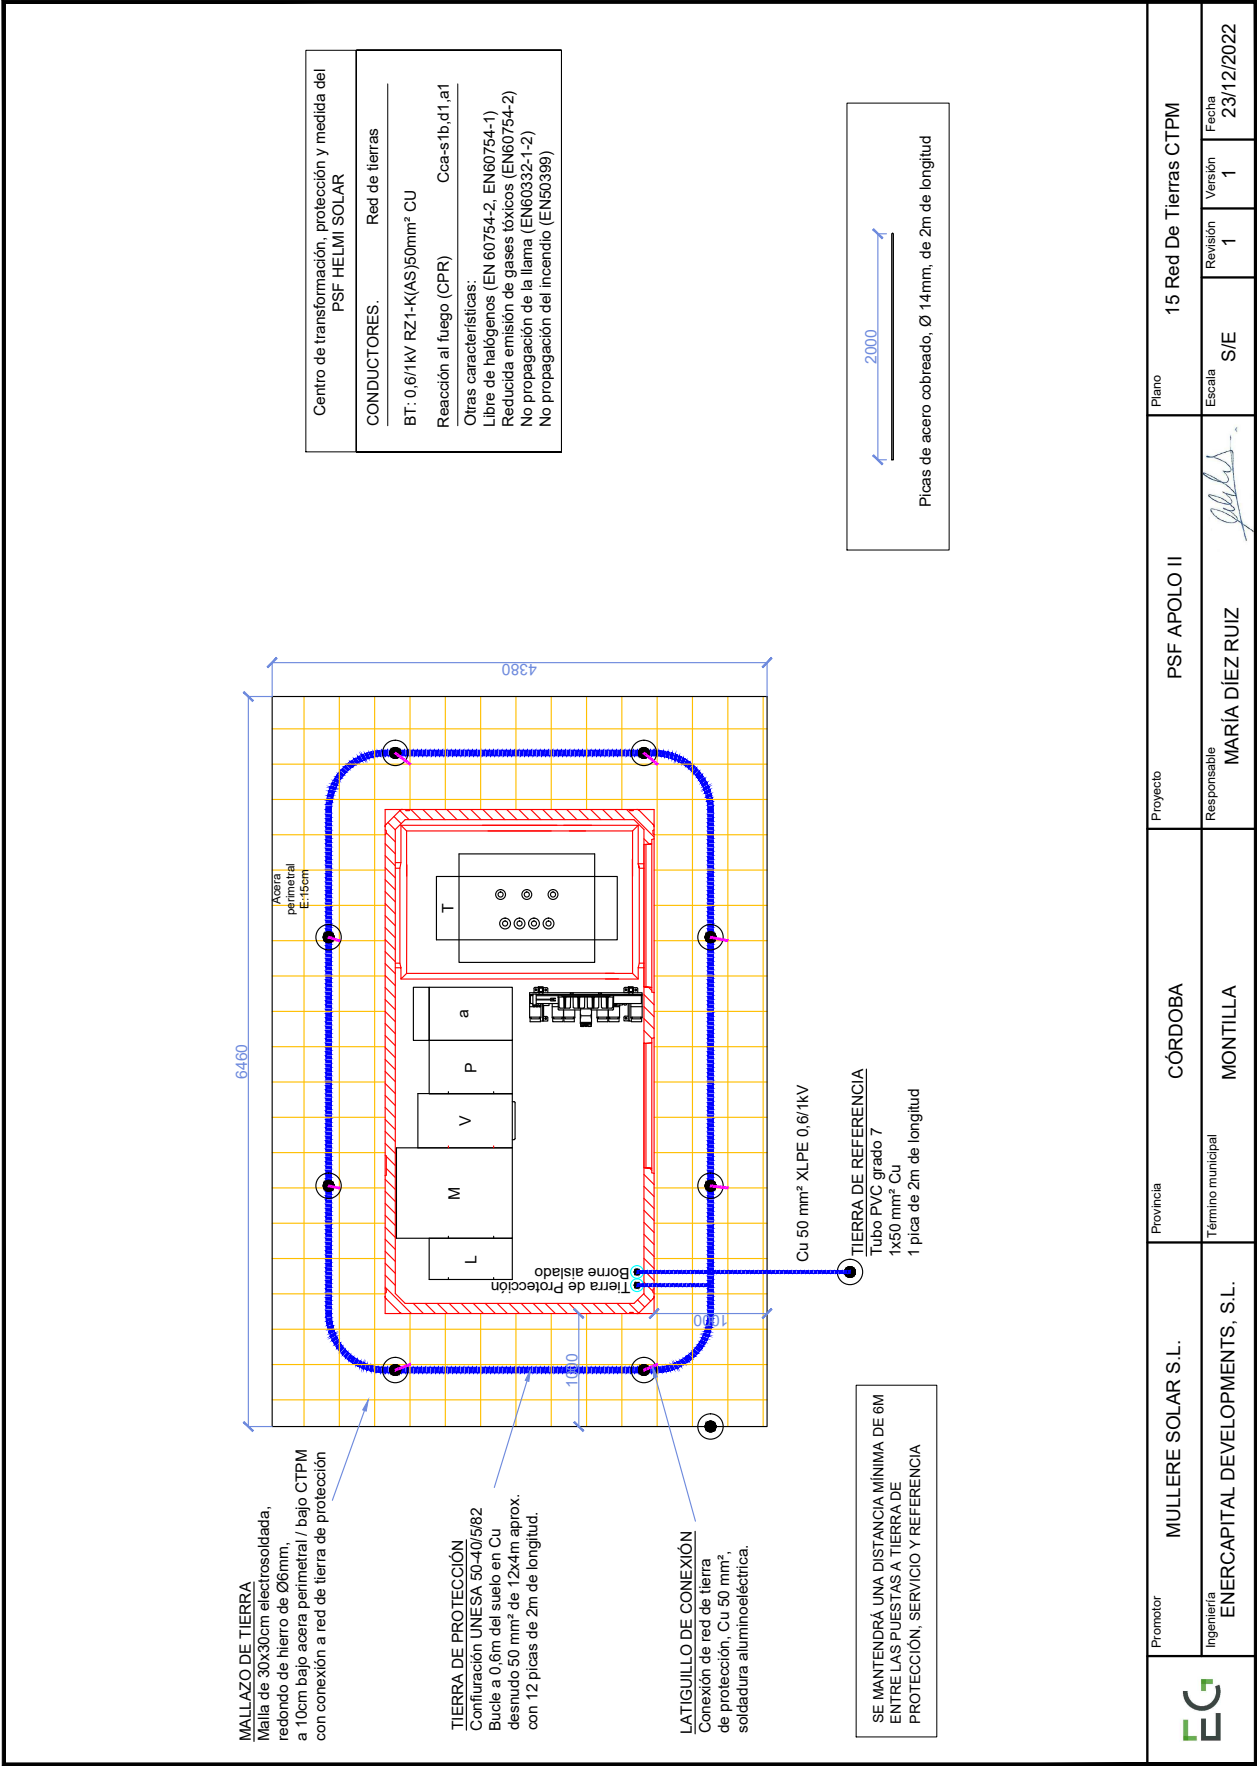 MALLAZO DE TIERRA
Malla de 30x30cm electrosoldada,
redondo de hierro de Ø6mm,
a 10cm bajo acera perimetral / bajo CTPM
con conexión a red de tierra de protección
TIERRA DE PROTECCIÓN
Confiuración UNESA 50-40/5/82
Bucle a 0,6m del suelo en Cu
desnudo 50 mm² de 12x4m aprox.
con 12 picas de 2m de longitud.
LATIGUILLO DE CONEXIÓN
Conexión de red de tierra
de protección, Cu 50 mm²,
soldadura aluminoeléctrica.
SE MANTENDRÁ UNA DISTANCIA MÍNIMA DE 6M
ENTRE LAS PUESTAS A TIERRA DE
PROTECCIÓN, SERVICIO Y REFERENCIA
6460
4380
Acera
perimetral
E:15cm
L
M
V
P
a
T
Tierra de Protección
Borne aislado
1000
1000
Cu 50 mm² XLPE 0,6/1kV
TIERRA DE REFERENCIA
Tubo PVC grado 7
1x50 mm² Cu
1 pica de 2m de longitud
Centro de transformación, protección y medida del
PSF HELMI SOLAR
CONDUCTORES. Red de tierras
BT: 0,6/1kV RZ1-K(AS)50mm² CU
Reacción al fuego (CPR) Cca-s1b,d1,a1
Otras características:
Libre de halógenos (EN 60754-2, EN60754-1)
Reducida emisión de gases tóxicos (EN60754-2)
No propagación de la llama (EN60332-1-2)
No propagación del incendio (EN50399)
2000
Picas de acero cobreado, Ø 14mm, de 2m de longitud
EG
Promotor
MULLERE SOLAR S.L.
Ingeniería
ENERCAPITAL DEVELOPMENTS, S.L.
Provincia
CÓRDOBA
Término municipal
MONTILLA
Proyecto
PSF APOLO II
Responsable
MARÍA DÍEZ RUIZ
Plano
15 Red De Tierras CTPM
Escala
S/E
Revisión
1
Versión
1
Fecha
23/12/2022